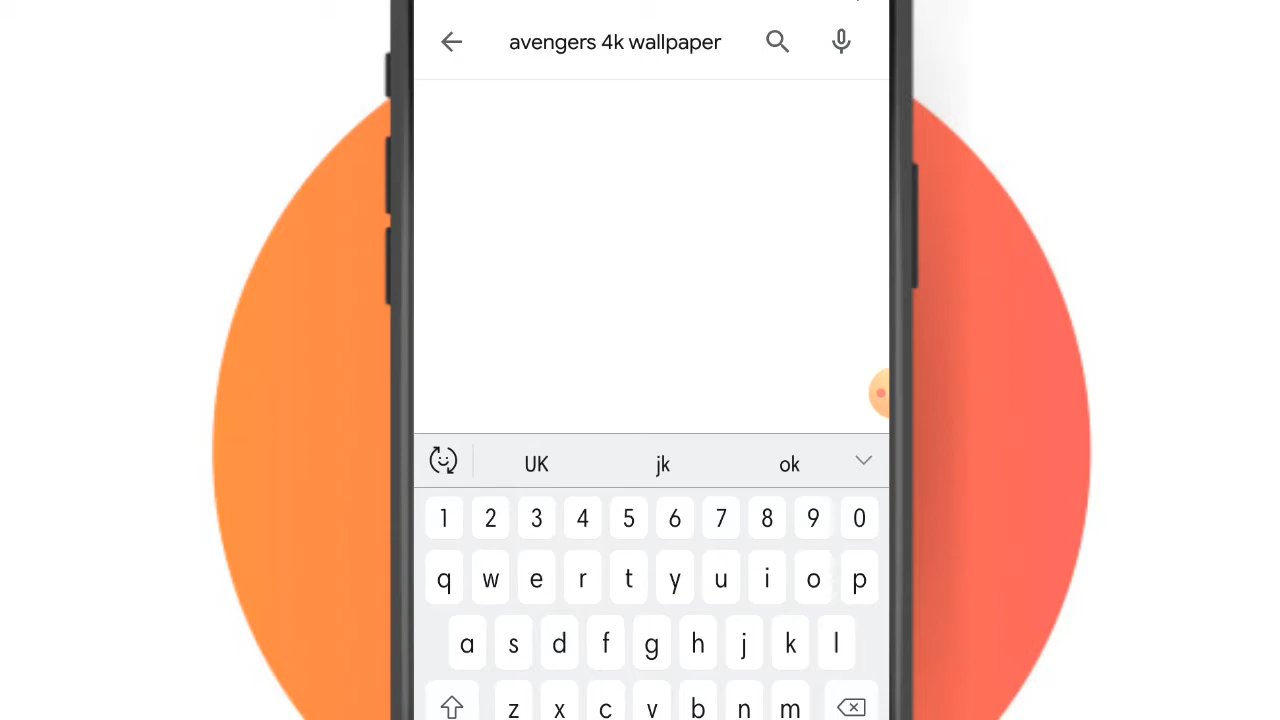 avengers 4k wallpaper
UK jk ok
1 2 3 4 5 6 7 8 9 0
q w e r t y u i o p
a s d f g h j k l
z x c v b n m